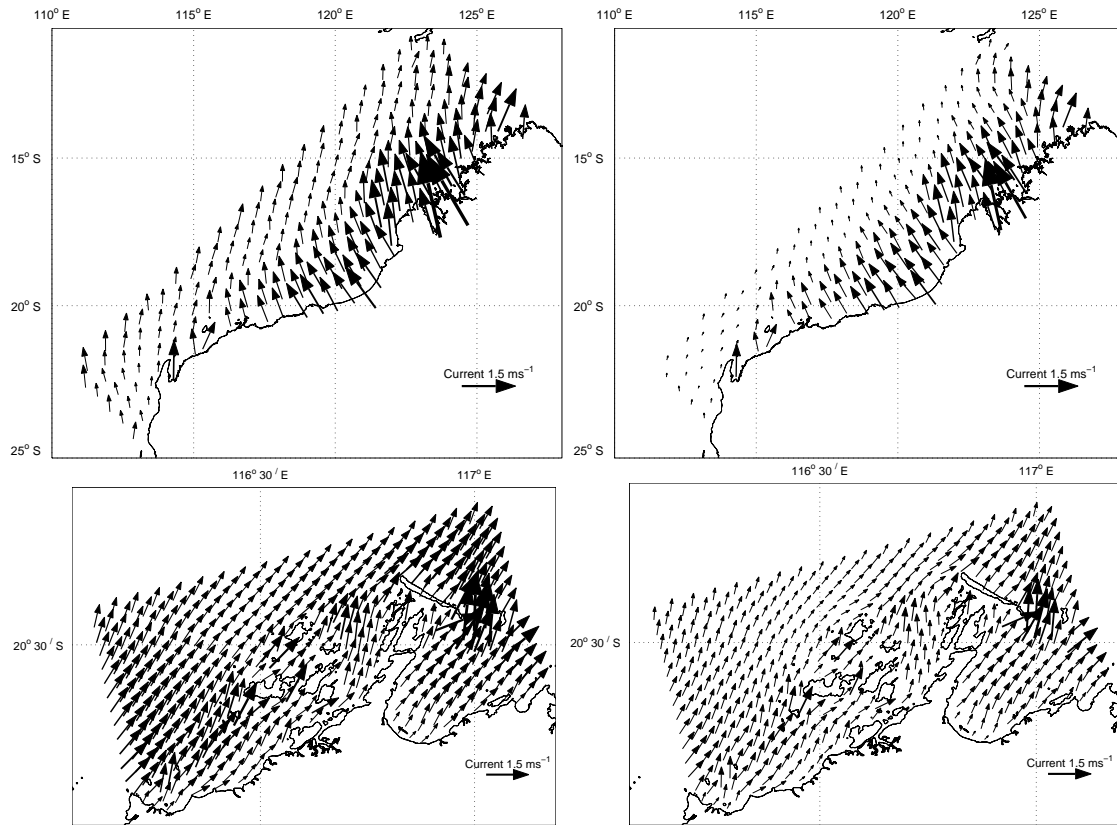 110° E 115° E 120° E 125° E
15° S
20° S
25° S
Current 1.5 ms⁻¹
110° E 115° E 120° E 125° E
15° S
20° S
25° S
Current 1.5 ms⁻¹
116° 30 ′ E 117° E
20° 30 ′ S
Current 1.5 ms⁻¹
116° 30 ′ E 117° E
20° 30 ′ S
Current 1.5 ms⁻¹